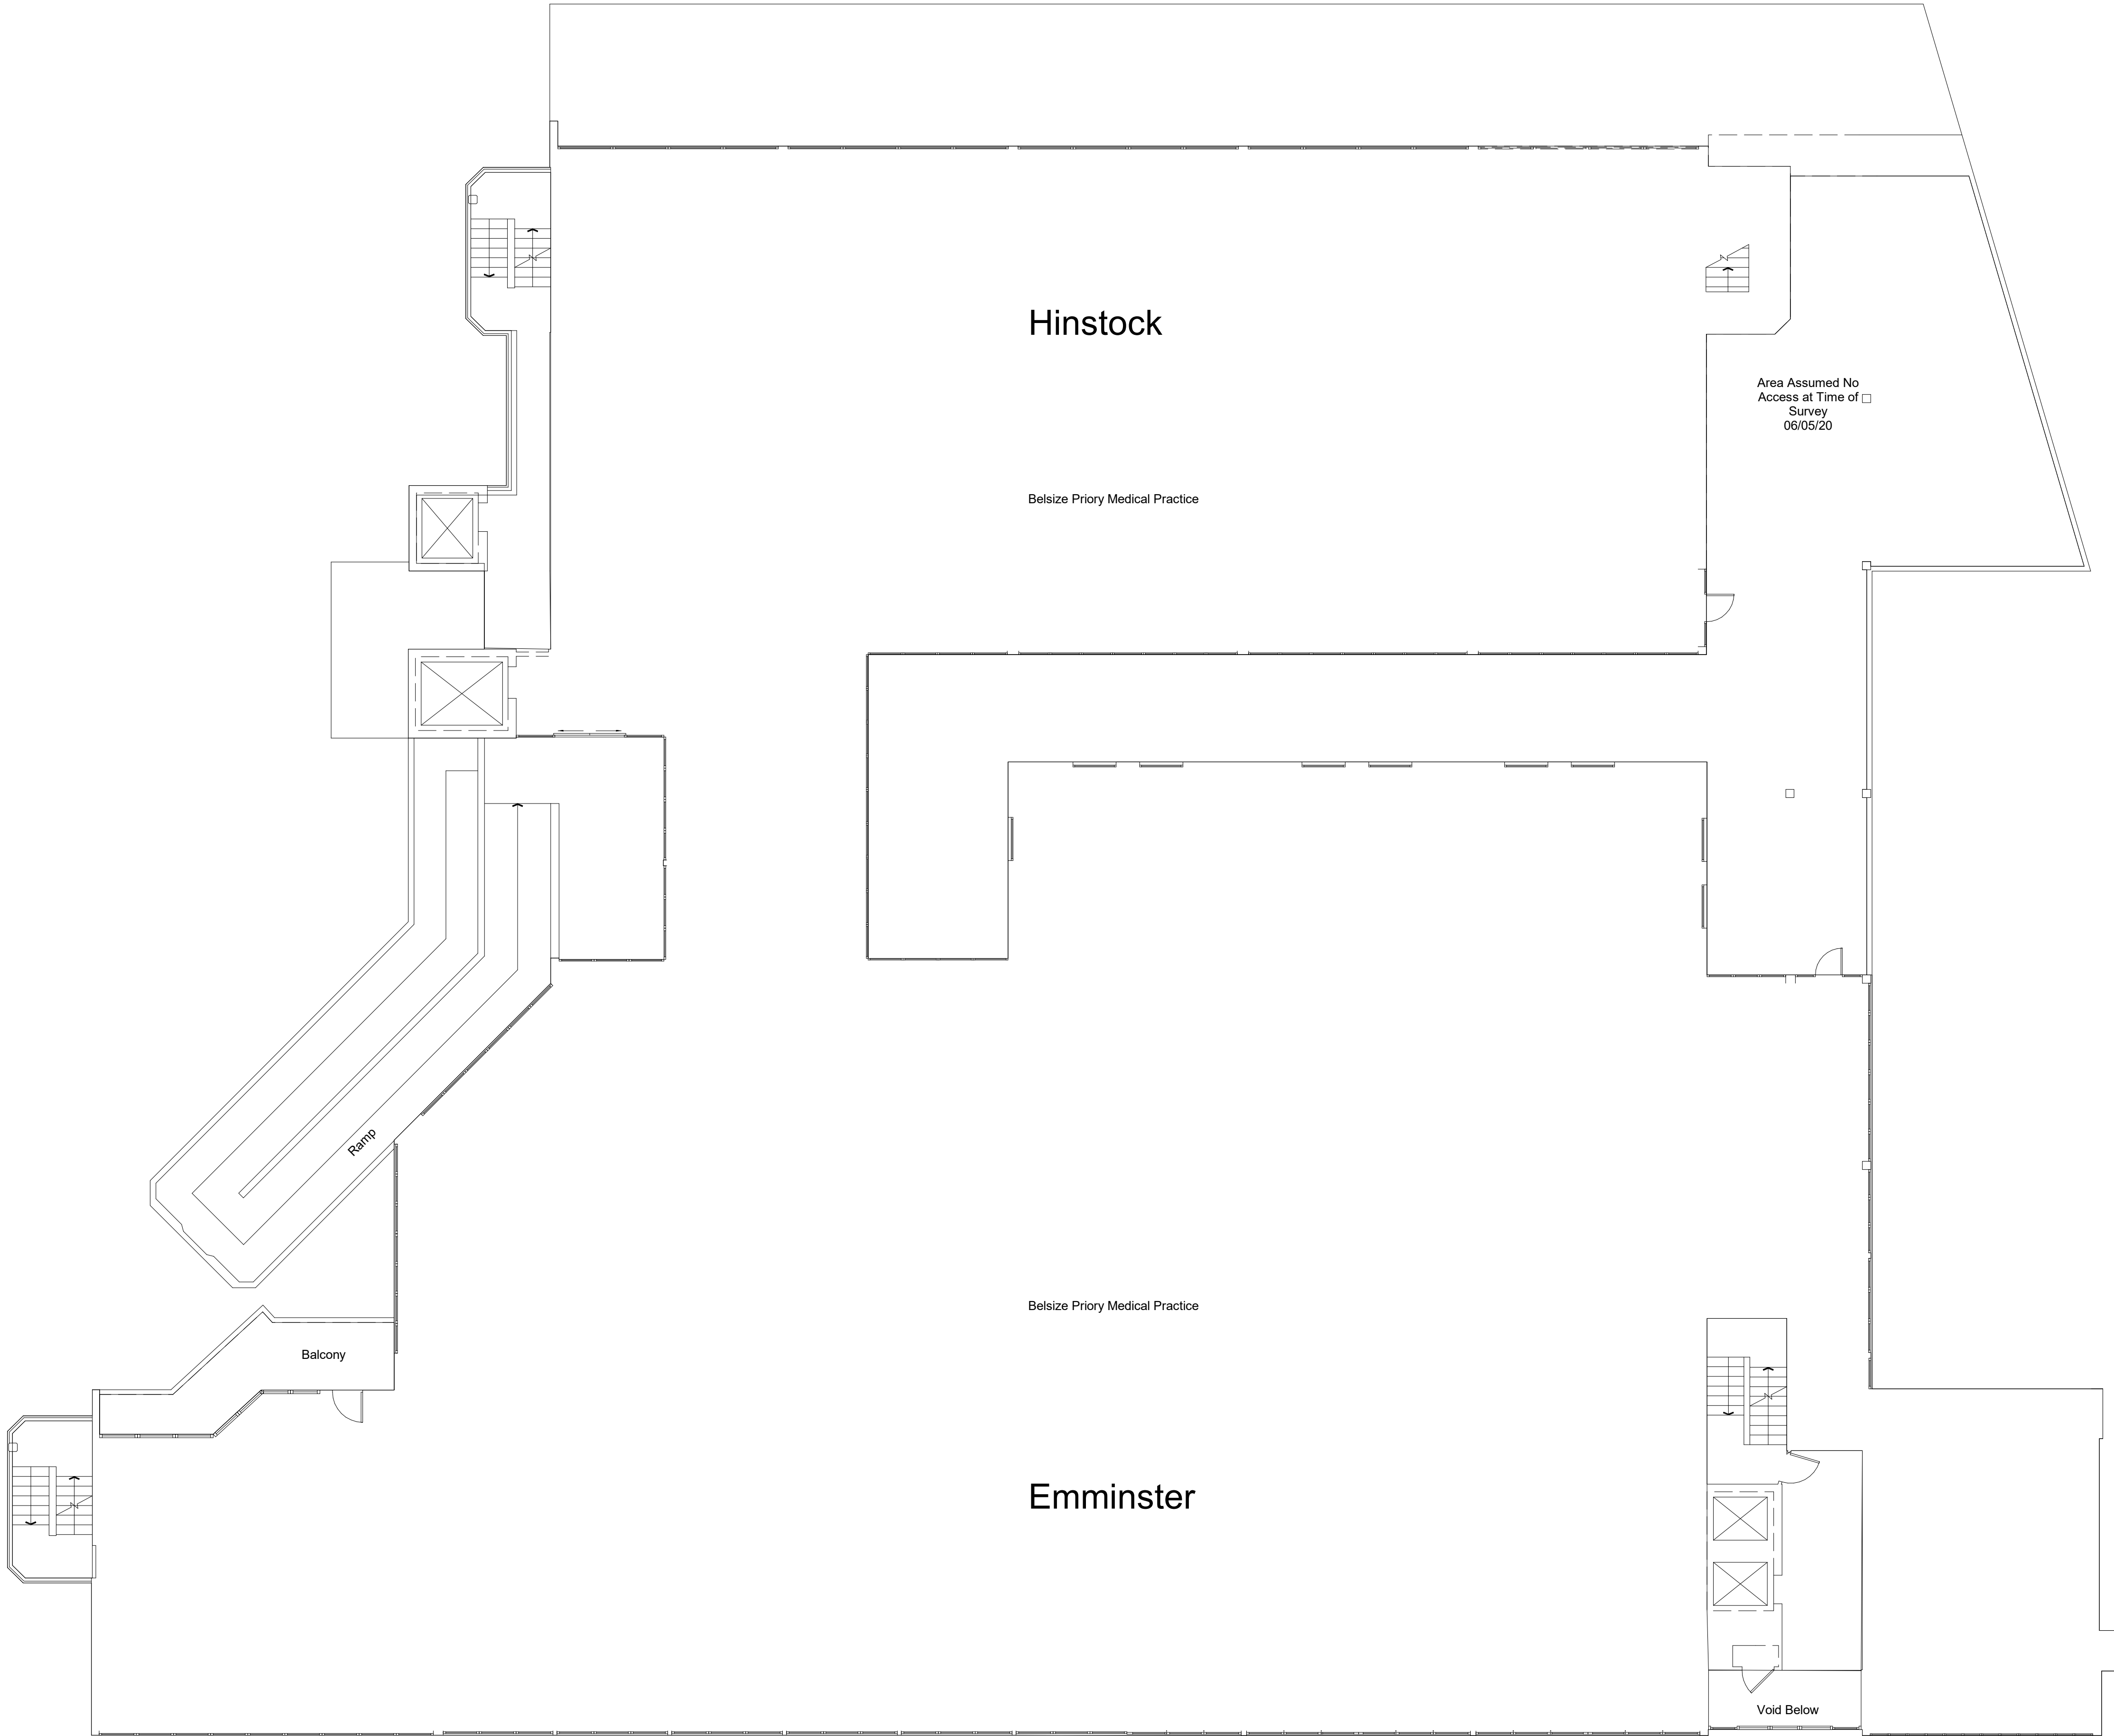 Hinstock
Area Assumed No
Access at Time of
Survey
06/05/20
Belsize Priory Medical Practice
Ramp
Belsize Priory Medical Practice
Balcony
Emminster
Void Below